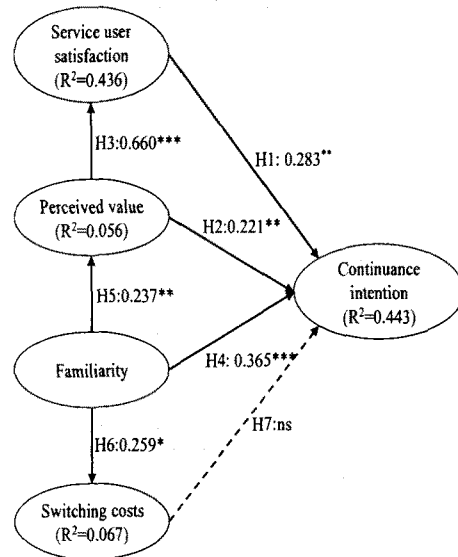 Service user
satisfaction
(R²=0.436)
H3:0.660***
H1: 0.283**
Perceived value
(R²=0.056)
H2:0.221**
Continuance
intention
(R²=0.443)
H5:0.237**
Familiarity
H4: 0.365***
H7:ns
H6:0.259*
Switching costs
(R²=0.067)